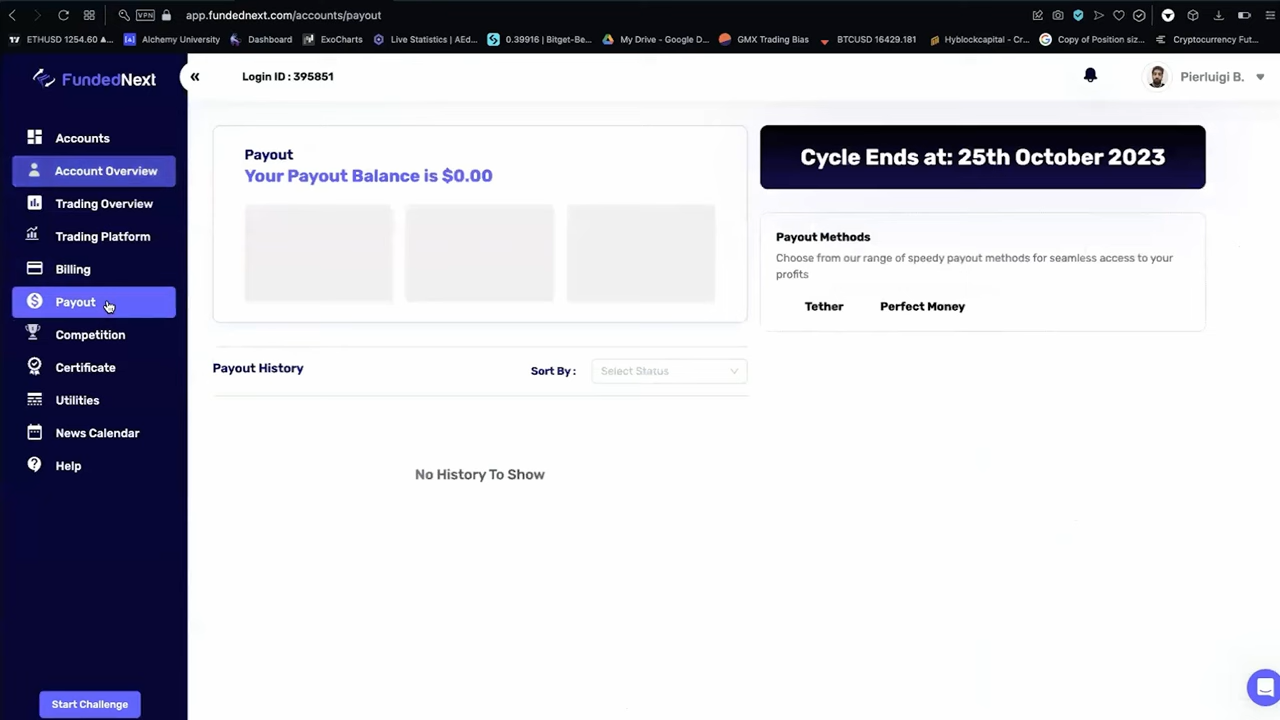 app.fundednext.com/accounts/payout
VPN
ETHUSD 1254.60 ▲...
Alchemy University
Dashboard
ExoCharts
Live Statistics | AEd...
0.39916 | Bitget-Be...
My Drive - Google D...
GMX Trading Bias
BTCUSD 16429.181
Hyblockcapital - Cr...
Copy of Position siz...
Cryptocurrency Fut...
FundedNext
«
Login ID : 395851
Pierluigi B.
Accounts
Account Overview
Trading Overview
Trading Platform
Billing
Payout
Competition
Certificate
Utilities
News Calendar
Help
Start Challenge
Payout
Your Payout Balance is $0.00
Cycle Ends at: 25th October 2023
Payout Methods
Choose from our range of speedy payout methods for seamless access to your
profits
Tether
Perfect Money
Payout History
Sort By :
Select Status
No History To Show